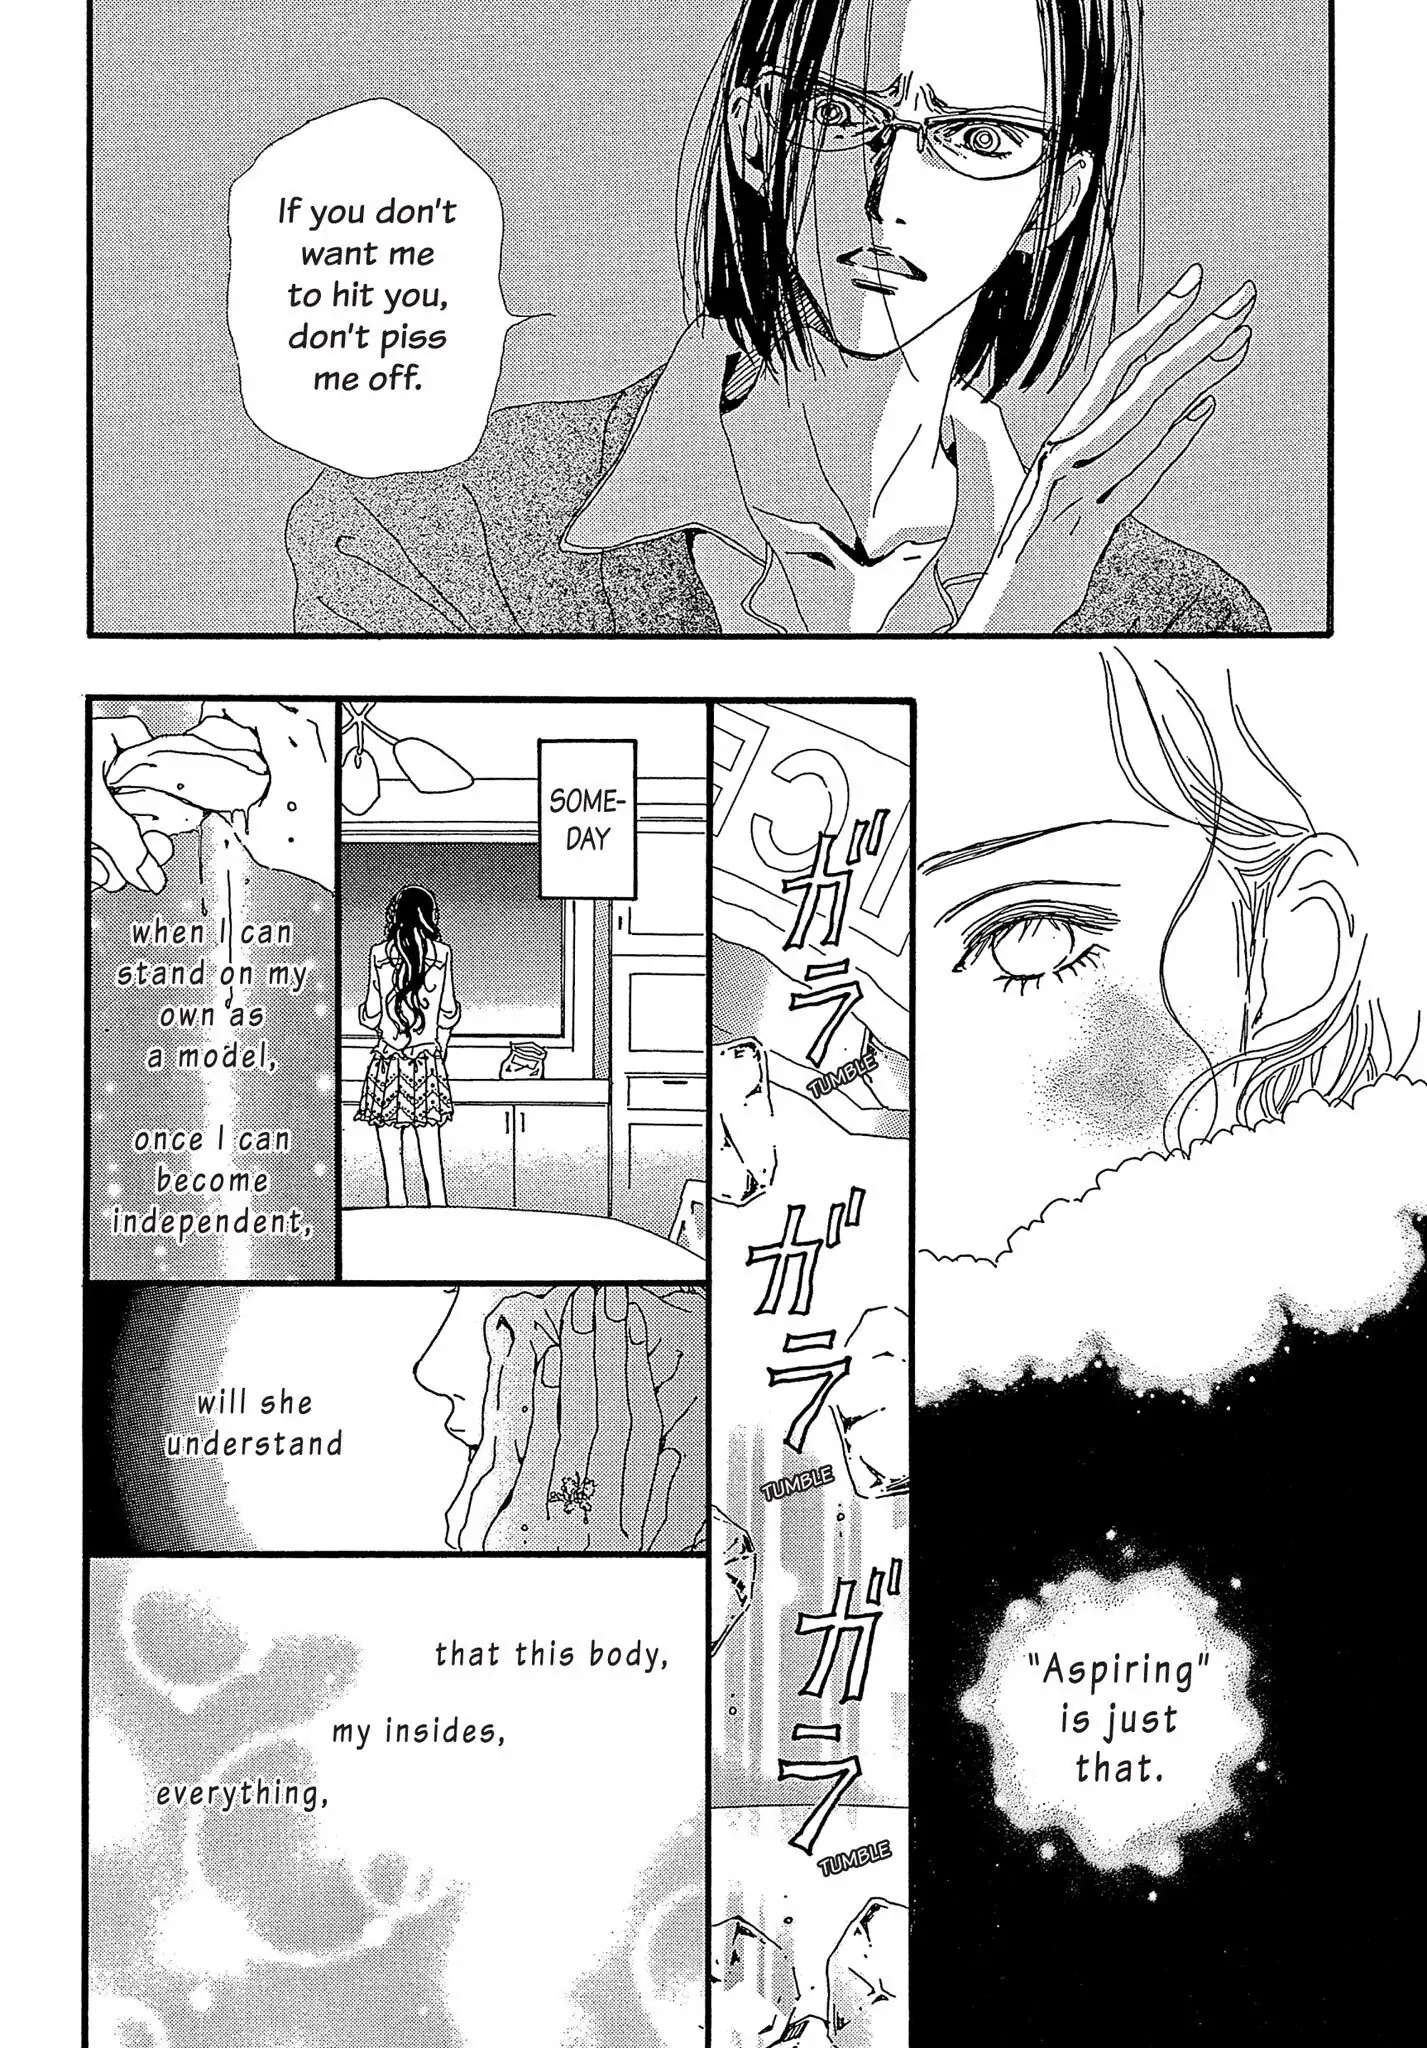 If you don't
want me
to hit you,
don't piss
me off.
"Aspiring"
is just
that.
ICE
ガラ
TUMBLE
ガラ
TUMBLE
ガラ
TUMBLE
SOME-
DAY
when I can
stand on my
own as
a model,
once I can
become
independent,
will she
understand
that this body,
my insides,
everything,